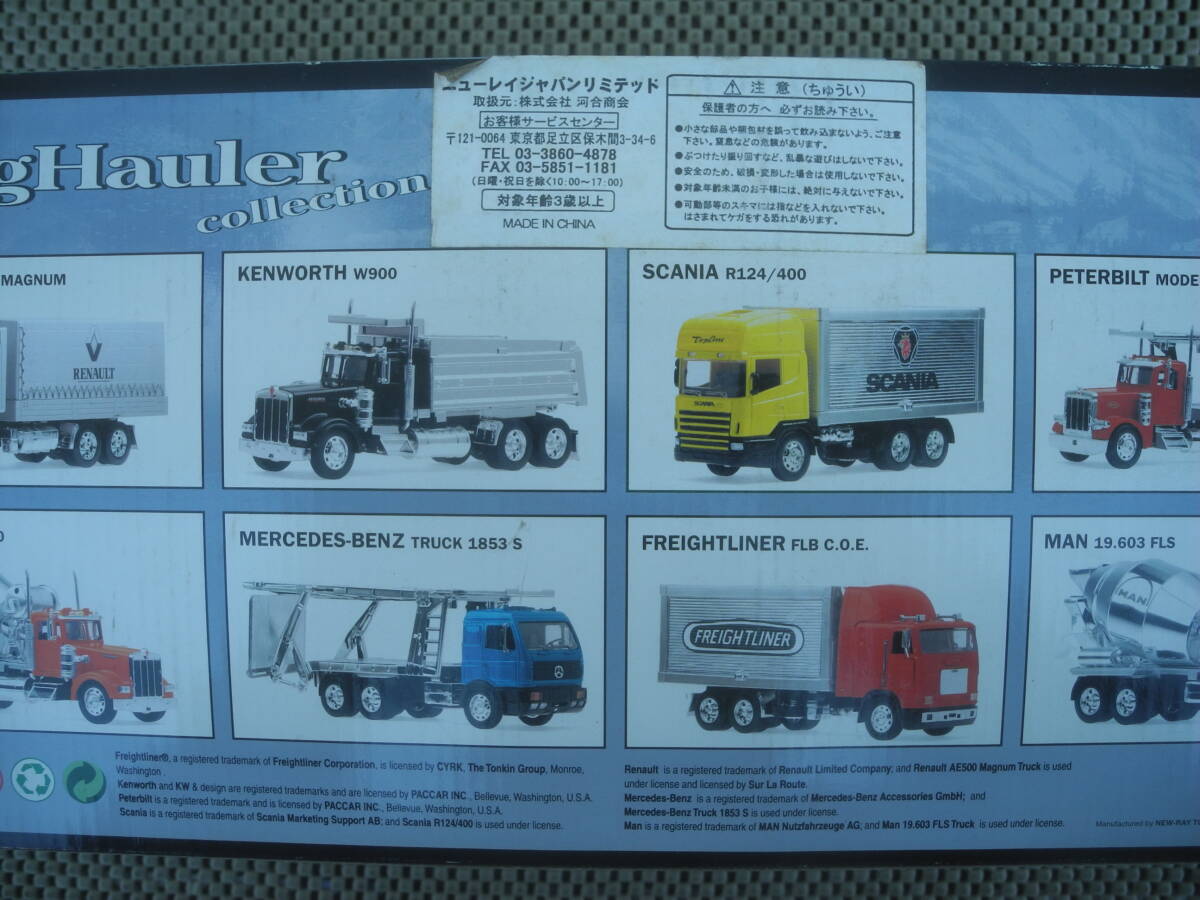 gHauler
collection
ニューレイジャパンリミテッド
取扱元:株式会社 河合商会
お客様サービスセンター
〒121-0064 東京都足立区保木間3-34-6
TEL 03-3860-4878
FAX 03-5851-1181
(日曜・祝日を除く10:00〜17:00)
対象年齢3歳以上
MADE IN CHINA
⚠ 注 意 (ちゅうい)
保護者の方へ 必ずお読み下さい。
●小さな部品や梱包材を誤って飲み込まないよう、ご注意
下さい。窒息などの危険があります。
●ぶつけたり振り回すなど、乱暴な遊びはしないで下さい。
●安全のため、破損・変形した場合は使用しないで下さい。
●対象年齢未満のお子様には、絶対に与えないで下さい。
●可動部等のスキマには指などを入れないで下さい。
はさまれてケガをする恐れがあります。
MAGNUM
RENAULT
KENWORTH W900
SCANIA R124/400
Topline
SCANIA
SCANIA
PETERBILT MODE
0
MERCEDES-BENZ TRUCK 1853 S
FREIGHTLINER FLB C.O.E.
FREIGHTLINER
MAN 19.603 FLS
MAN
Freightliner®, a registered trademark of Freightliner Corporation, is licensed by CYRK, The Tonkin Group, Monroe,
Washington .
Kenworth and KW & design are registered trademarks and are licensed by PACCAR INC., Bellevue, Washington, U.S.A.
Peterbilt is a registered trademark and is licensed by PACCAR INC., Bellevue, Washington, U.S.A.
Scania is a registered trademark of Scania Marketing Support AB; and Scania R124/400 is used under license.
Renault is a registered trademark of Renault Limited Company; and Renault AE500 Magnum Truck is used
under license and licensed by Sur La Route.
Mercedes-Benz is a registered trademark of Mercedes-Benz Accessories GmbH; and
Mercedes-Benz Truck 1853 S is used under license.
Man is a registered trademark of MAN Nutzfahrzeuge AG; and Man 19.603 FLS Truck is used under license.
Manufactured by NEW-RAY T